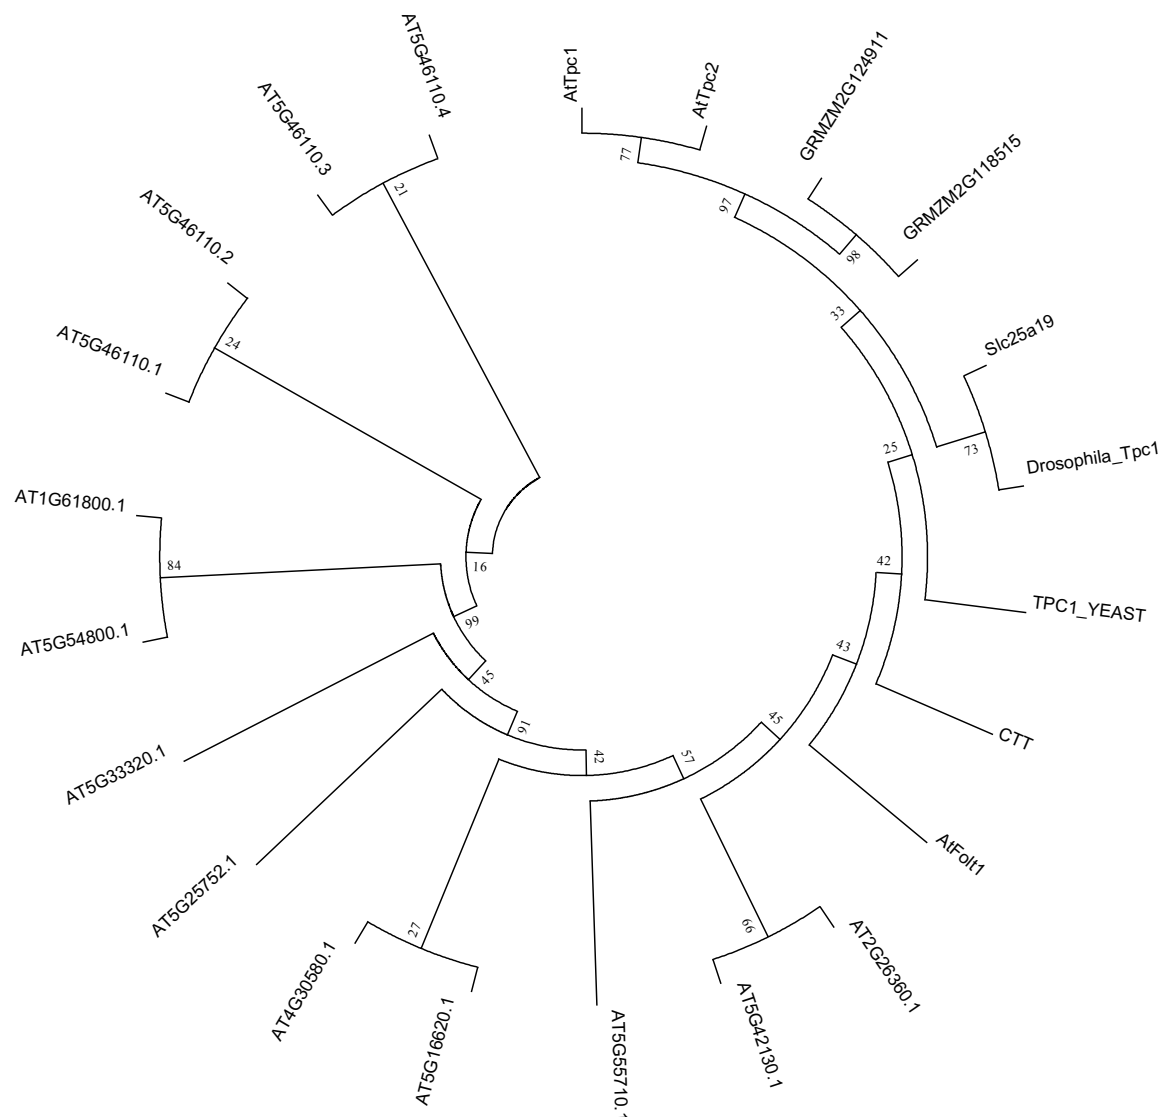 AtTpc1
AtTpc2
GRMZM2G124911
GRMZM2G118515
Slc25a19
Drosophila_Tpc1
TPC1_YEAST
CTT
AtFolt1
AT2G26360.1
AT5G42130.1
AT5G55710.1
AT5G16620.1
AT4G30580.1
AT5G25752.1
AT5G33320.1
AT5G54800.1
AT1G61800.1
AT5G46110.1
AT5G46110.2
AT5G46110.3
AT5G46110.4
77
97
98
33
73
25
42
43
45
66
57
42
27
91
45
99
84
16
24
21